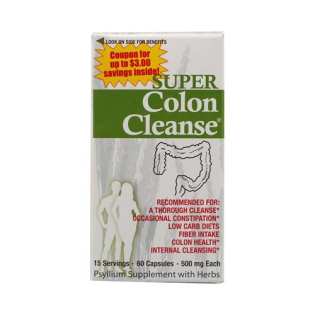 LOOK ON SIDE FOR BENEFITS
Coupon for
up to $3.00
savings inside!
SUPER
Colon
Cleanse®
RECOMMENDED FOR:
A THOROUGH CLEANSE*
OCCASIONAL CONSTIPATION*
LOW CARB DIETS
FIBER INTAKE
COLON HEALTH*
INTERNAL CLEANSING*
15 Servings • 60 Capsules • 500 mg Each
Psyllium Supplement with Herbs